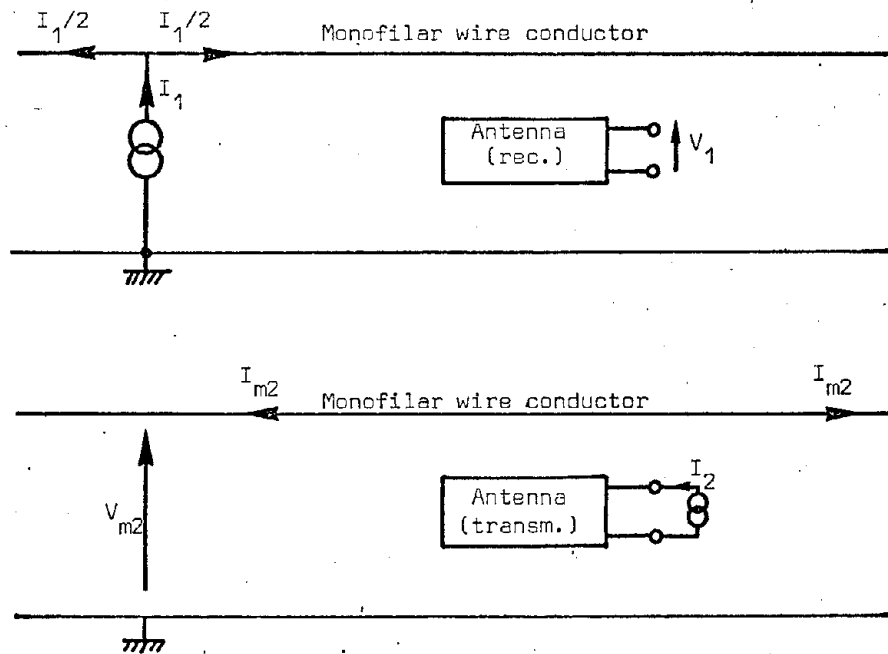 I₁/2 I₁/2 Monofilar wire conductor
I₁
Antenna
(rec.)
V₁
Iₘ₂ Monofilar wire conductor Iₘ₂
Vₘ₂
Antenna
(transm.)
I₂